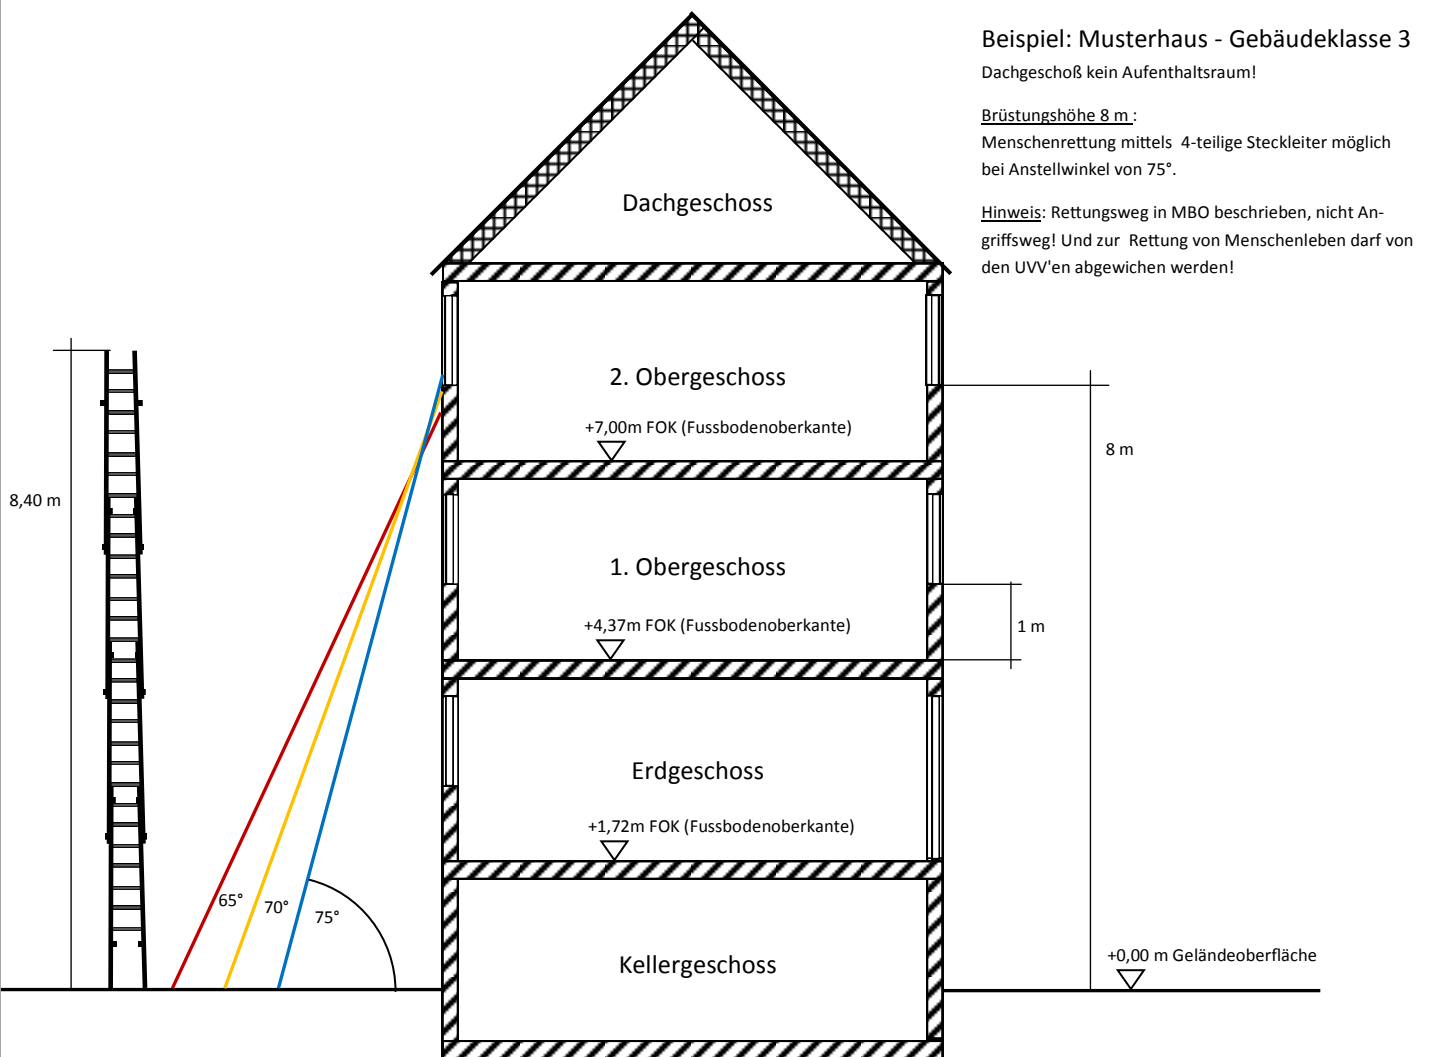 Beispiel: Musterhaus - Gebäudeklasse 3
Dachgeschoß kein Aufenthaltsraum!
Brüstungshöhe 8 m :
Menschenrettung mittels 4-teilige Steckleiter möglich
bei Anstellwinkel von 75°.
Hinweis: Rettungsweg in MBO beschrieben, nicht An-
griffsweg! Und zur Rettung von Menschenleben darf von
den UVV'en abgewichen werden!
Dachgeschoss
2. Obergeschoss
+7,00m FOK (Fussbodenoberkante)
8 m
8,40 m
1. Obergeschoss
+4,37m FOK (Fussbodenoberkante)
1 m
Erdgeschoss
+1,72m FOK (Fussbodenoberkante)
65°
70°
75°
Kellergeschoss
+0,00 m Geländeoberfläche